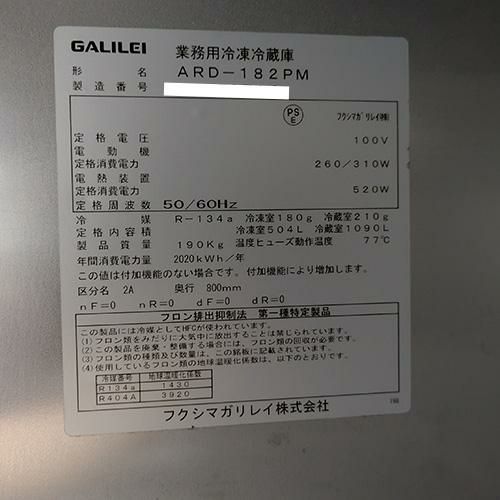 GALILEI 業務用冷凍冷蔵庫
形名 ARD-182PM
製造番号
PS
E
フクシマガリレイ(株)
定格電圧 100V
電動機
定格消費電力 260/310W
電熱装置
定格消費電力 520W
定格周波数 50/60Hz
冷媒 R-134a 冷凍室180g 冷蔵室210g
定格内容積 冷凍室504L 冷蔵室1090L
製品質量 190Kg 温度ヒューズ動作温度 77℃
年間消費電力量 2020kWh/年
この値は付加機能のない場合です。付加機能により増加します。
区分名 2A 奥行 800mm
nF=0 nR=0 dF=0 dR=0
フロン排出抑制法 第一種特定製品
この製品には冷媒としてHFCが使われています。
(1)フロン類をみだりに大気中に放出することは禁じられています。
(2)この製品を廃棄・整備する場合には、フロン類の回収が必要です。
(3)フロン類の種類及び数量は、この銘板に記載されています。
(4)使用しているフロン類の地球温暖化係数は、以下のとおりです。
冷媒番号 地球温暖化係数
R134a 1430
R404A 3920
フクシマガリレイ株式会社